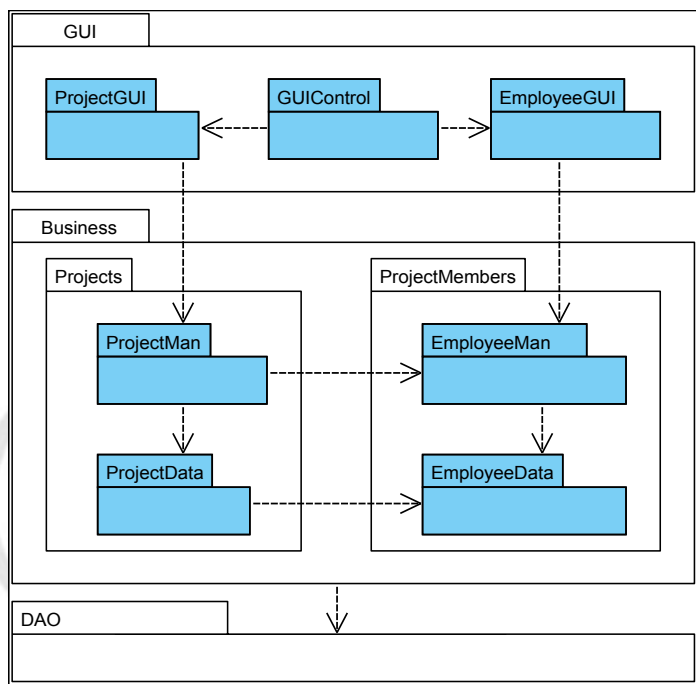 GUI
ProjectGUI
GUIControl
EmployeeGUI
Business
Projects
ProjectMembers
ProjectMan
EmployeeMan
ProjectData
EmployeeData
DAO